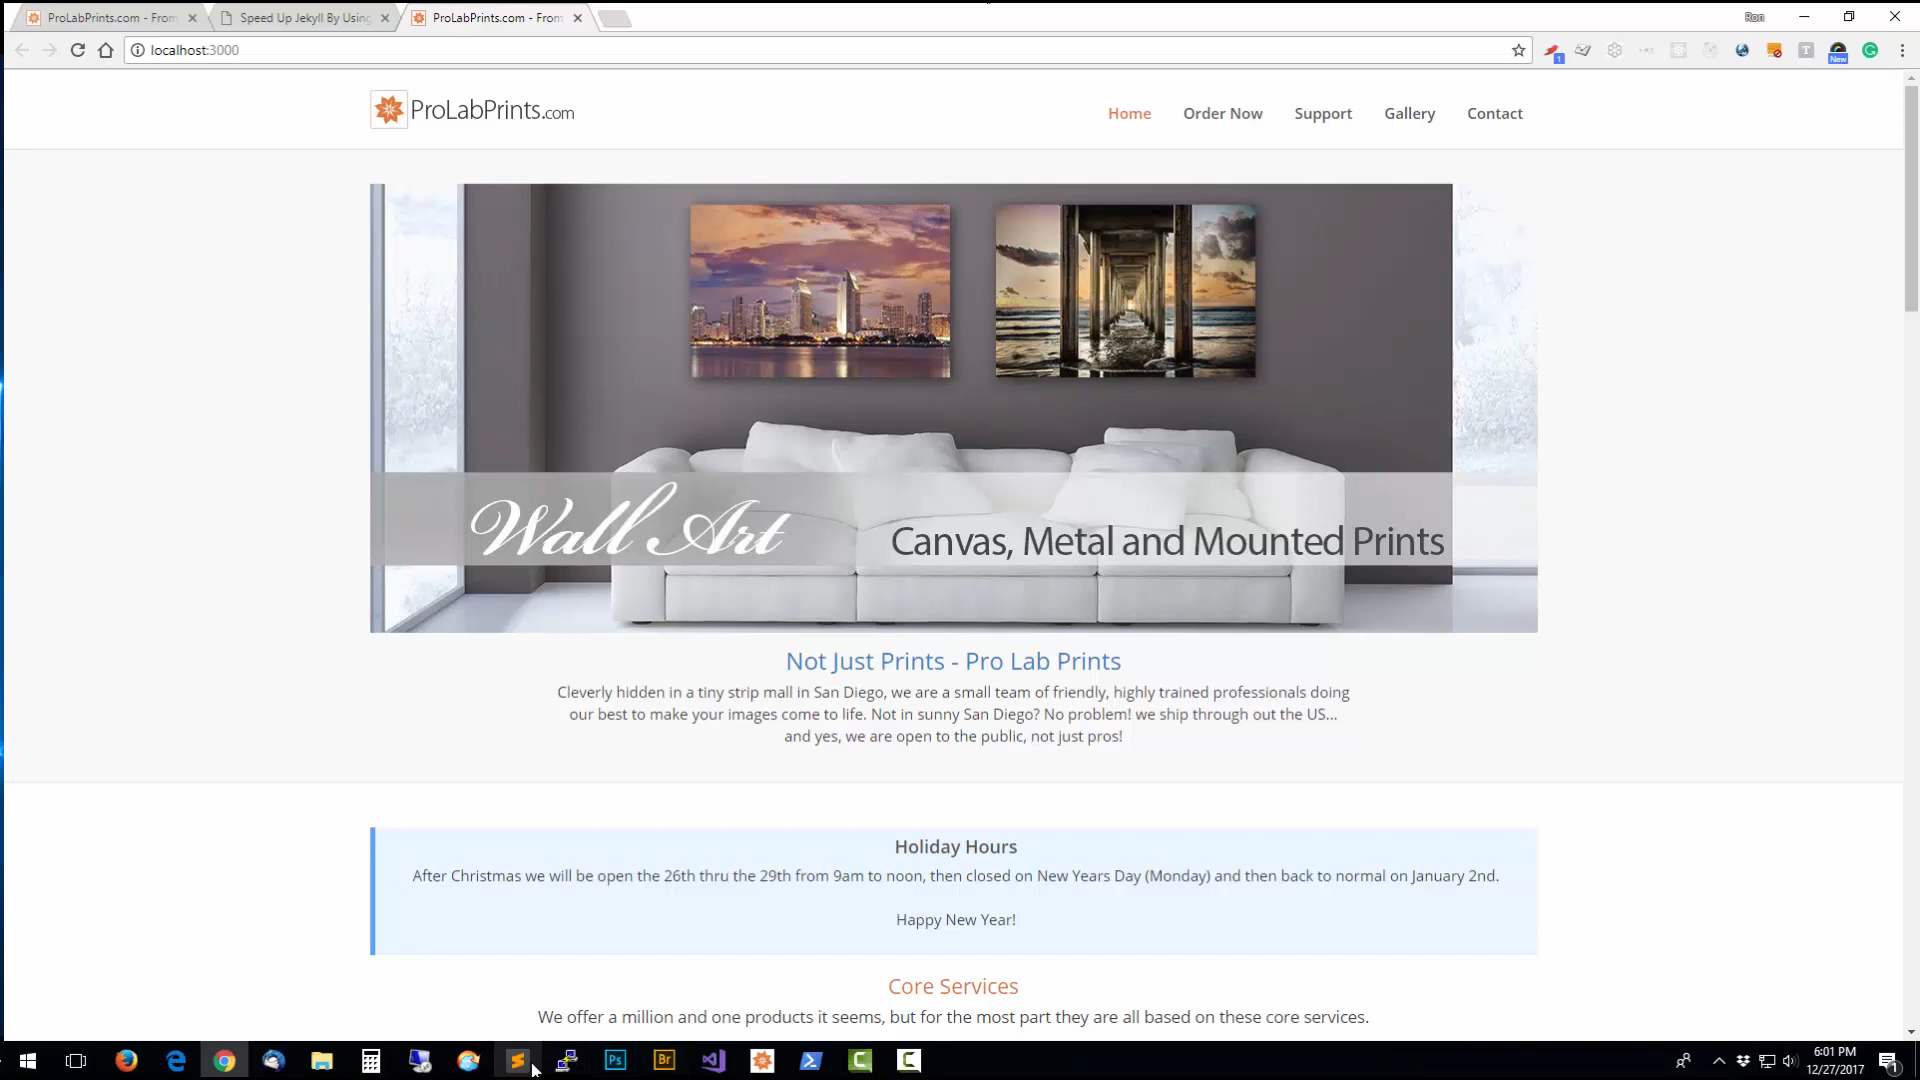 ProLabPrints.com - From
Speed Up Jekyll By Using
ProLabPrints.com - From
Ron
localhost:3000
1
T
New
ProLabPrints.com
Home
Order Now
Support
Gallery
Contact
Wall Art
Canvas, Metal and Mounted Prints
Not Just Prints - Pro Lab Prints
Cleverly hidden in a tiny strip mall in San Diego, we are a small team of friendly, highly trained professionals doing
our best to make your images come to life. Not in sunny San Diego? No problem! we ship through out the US...
and yes, we are open to the public, not just pros!
Holiday Hours
After Christmas we will be open the 26th thru the 29th from 9am to noon, then closed on New Years Day (Monday) and then back to normal on January 2nd.
Happy New Year!
Core Services
We offer a million and one products it seems, but for the most part they are all based on these core services.
Ps
Br
6:01 PM
12/27/2017
1